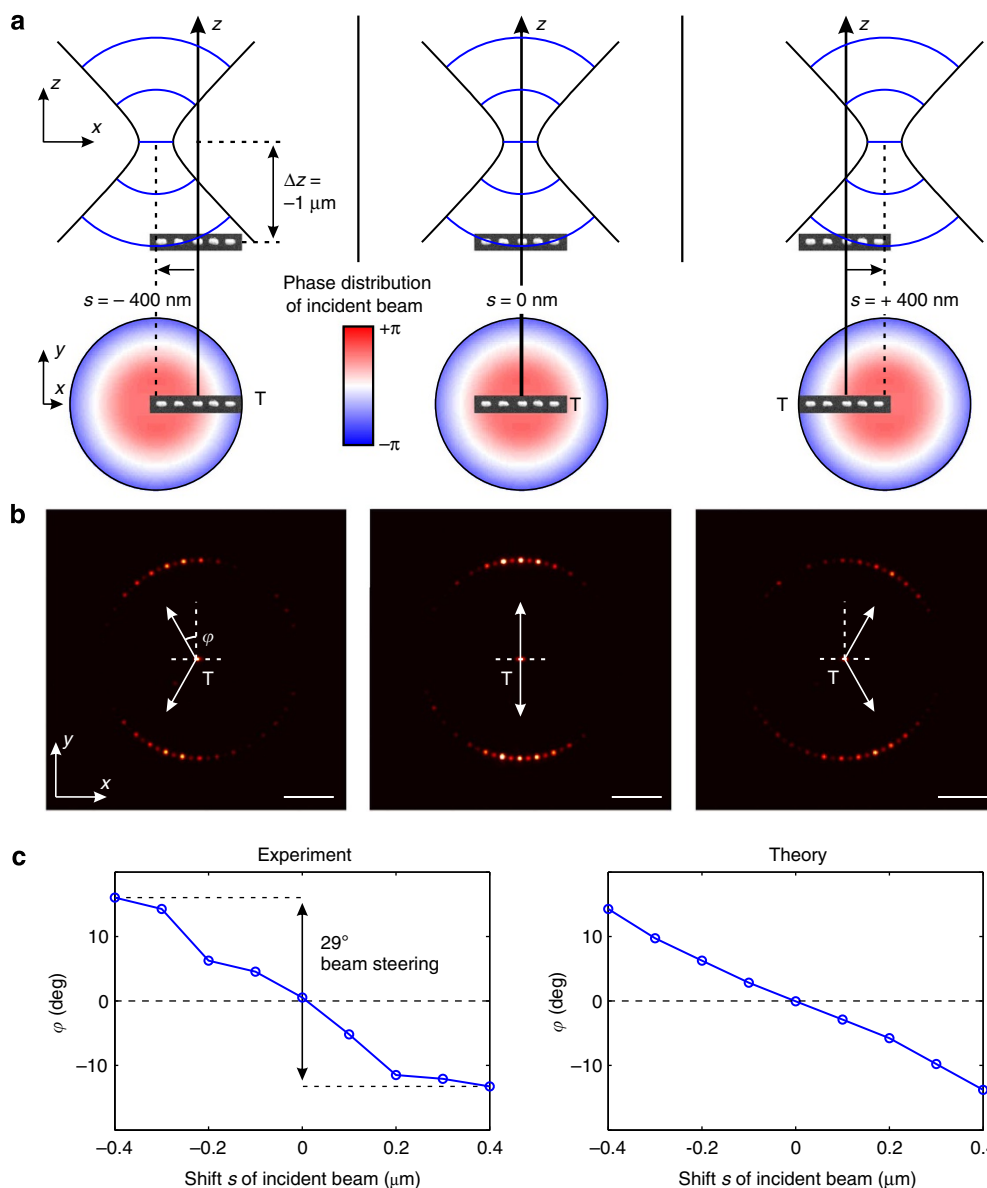 a
z
z
z
z
x
Δz =
−1 μm
s = − 400 nm
Phase distribution
of incident beam
s = 0 nm
s = + 400 nm
+π
−π
y
x
T
T
T
b
φ
T
T
T
y
x
c
Experiment
Theory
29°
beam steering
φ (deg)
10
0
−10
−0.4
−0.2
0
0.2
0.4
Shift s of incident beam (μm)
φ (deg)
10
0
−10
-0.4
-0.2
0
0.2
0.4
Shift s of incident beam (μm)